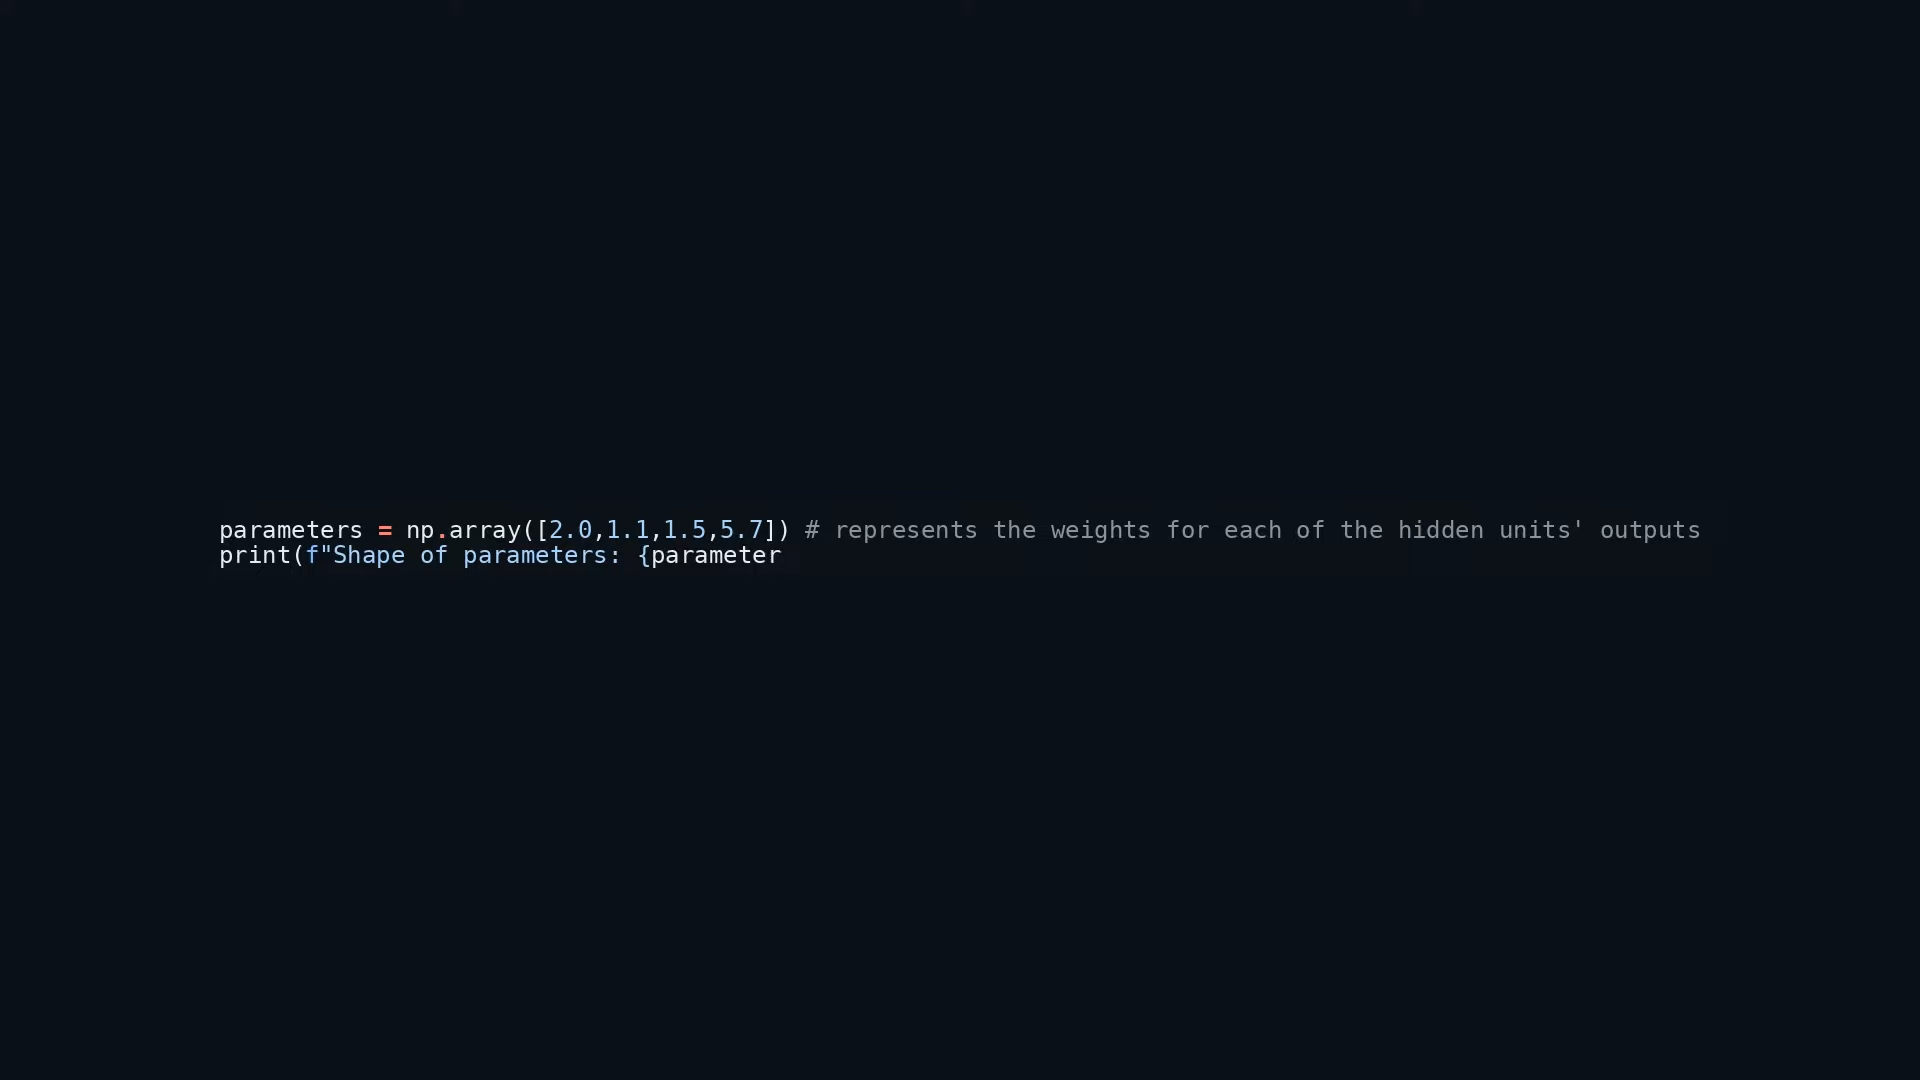 parameters = np.array([2.0,1.1,1.5,5.7]) # represents the weights for each of the hidden units' outputs
print(f"Shape of parameters: {parameter